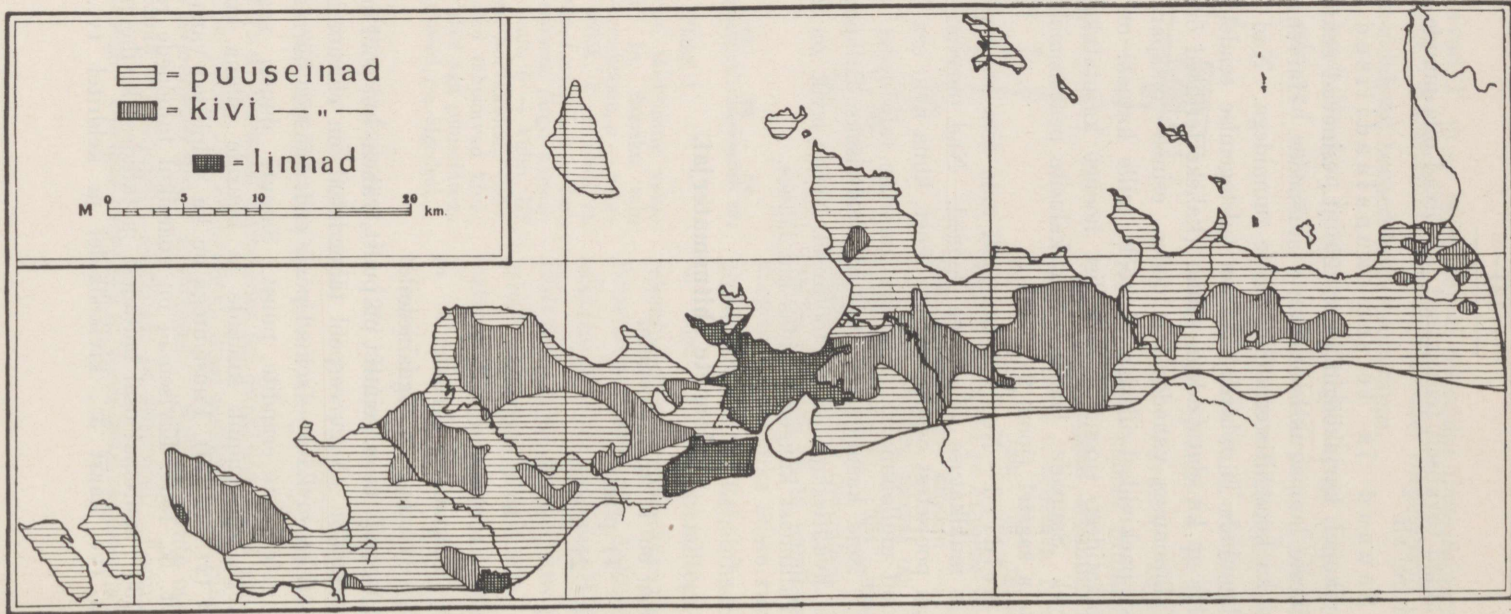 = puuseinad
= kivi — „ —
= linnad
M 0 5 10 20 km.